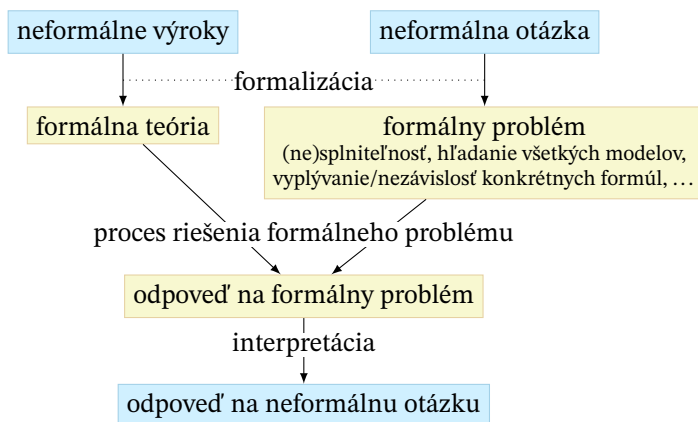 neformálne výroky
neformálna otázka
formalizácia
formálna teória
formálny problém
(ne)splniteľnosť, hľadanie všetkých modelov,
vyplývanie/nezávislosť konkrétnych formúl, …
proces riešenia formálneho problému
odpoveď na formálny problém
interpretácia
odpoveď na neformálnu otázku